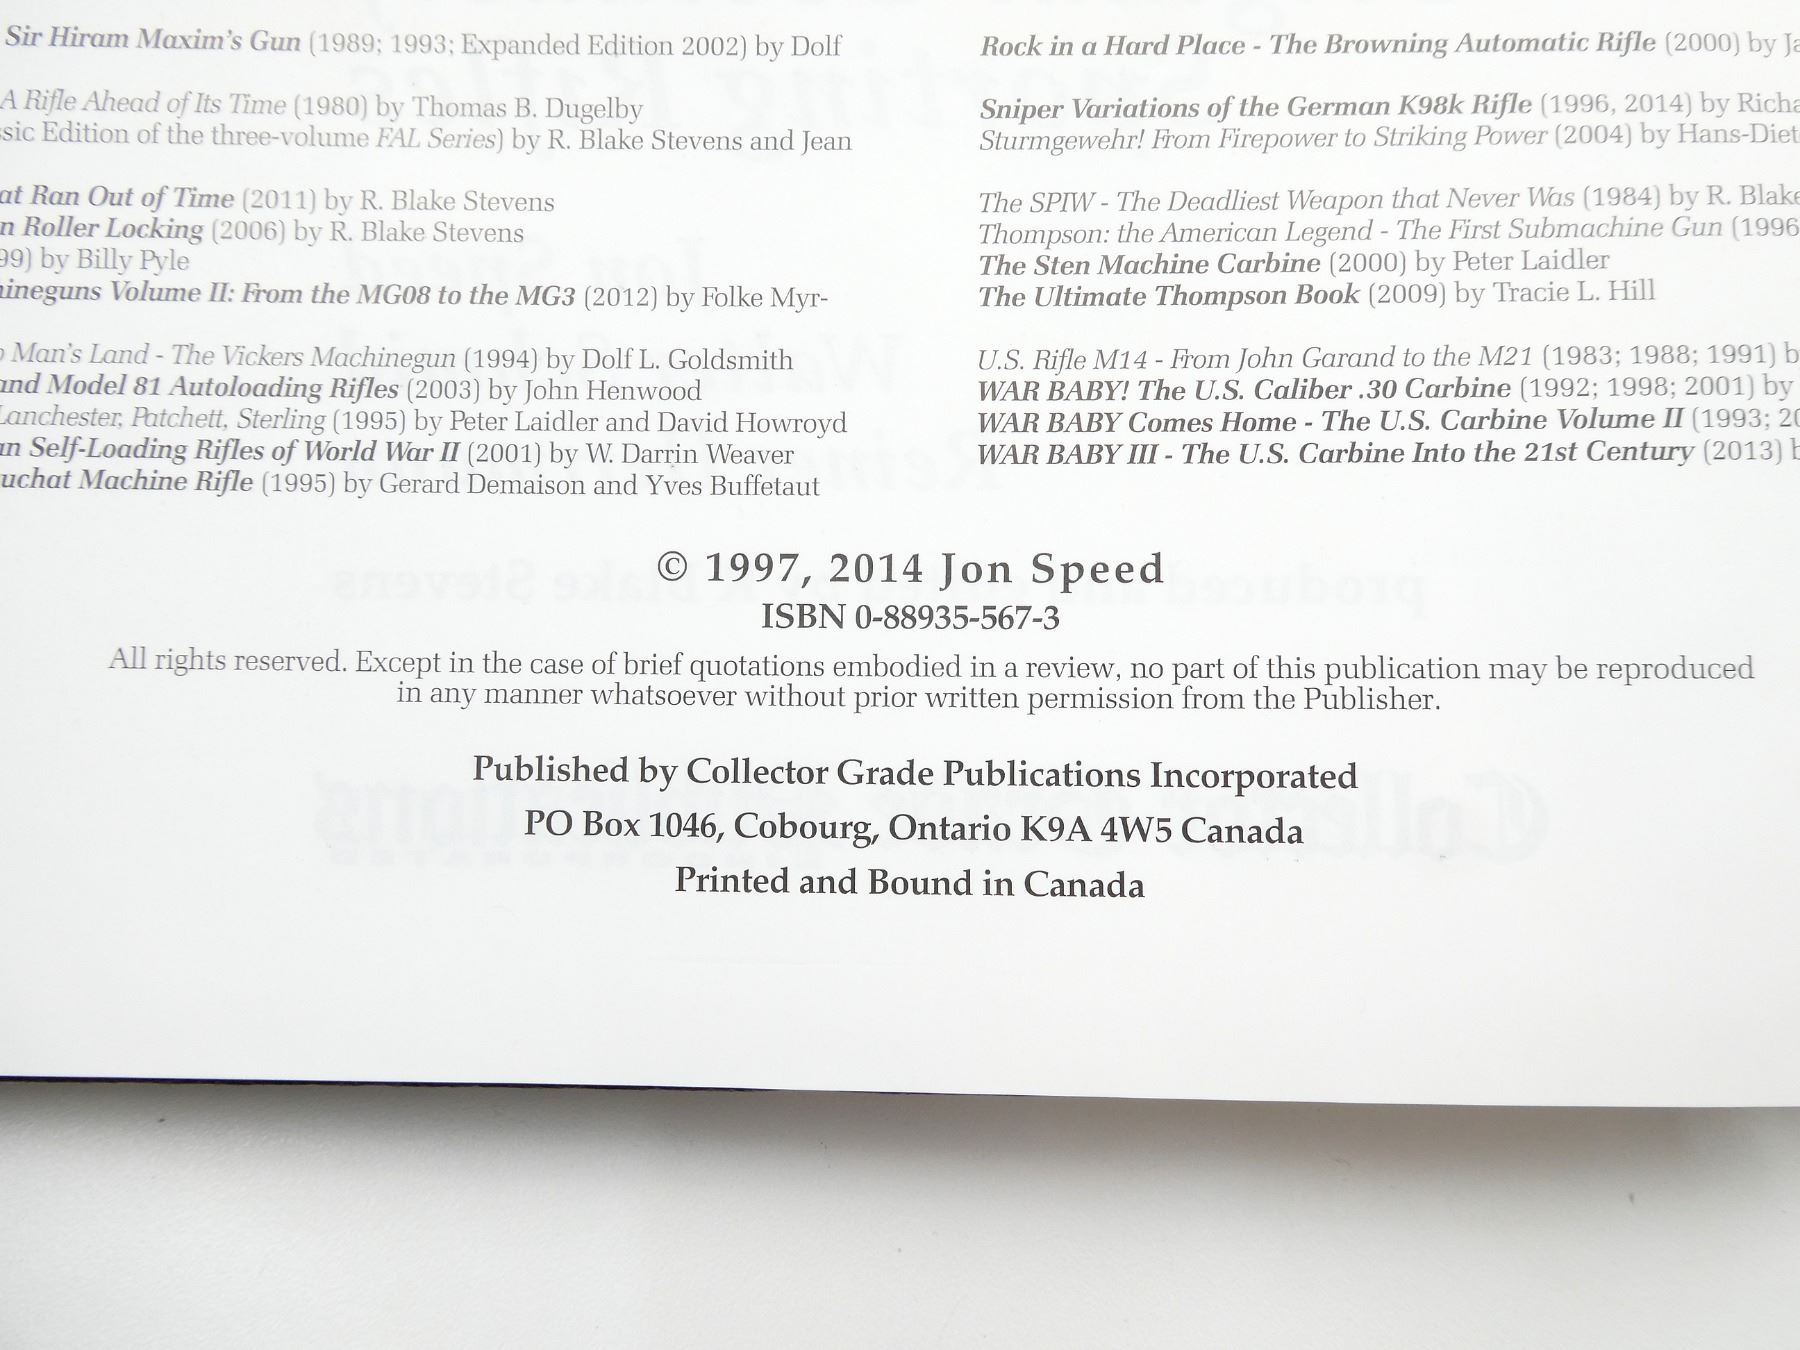 Sir Hiram Maxim's Gun (1989; 1993; Expanded Edition 2002) by Dolf
A Rifle Ahead of Its Time (1980) by Thomas B. Dugelby
Edition of the three-volume FAL Series) by R. Blake Stevens and Jean
Ran Out of Time (2011) by R. Blake Stevens
Roller Locking (2006) by R. Blake Stevens
by Billy Pyle
Volume II: From the MG08 to the MG3 (2012) by Folke Myr-
Man's Land - The Vickers Machinegun (1994) by Dolf L. Goldsmith
and Model 81 Autoloading Rifles (2003) by John Henwood
Lanchester, Patchett, Sterling (1995) by Peter Laidler and David Howroyd
Self-Loading Rifles of World War II (2001) by W. Darrin Weaver
Machine Rifle (1995) by Gerard Demaison and Yves Buffetaut
Rock in a Hard Place - The Browning Automatic Rifle (2000) by
Sniper Variations of the German K98k Rifle (1996, 2014) by
Sturmgewehr! From Firepower to Striking Power (2004) by
The SPIW - The Deadliest Weapon that Never Was (1984) by R. Blake
Thompson: the American Legend - The First Submachine Gun (1996
The Sten Machine Carbine (2000) by Peter Laidler
The Ultimate Thompson Book (2009) by Tracie L. Hill
U.S. Rifle M14 - From John Garand to the M21 (1983; 1988; 1991)
WAR BABY! The U.S. Caliber .30 Carbine (1992; 1998; 2001) by
WAR BABY Comes Home - The U.S. Carbine Volume II (1993;
WAR BABY III - The U.S. Carbine Into the 21st Century (2013)
© 1997, 2014 Jon Speed
ISBN 0-88935-567-3
All rights reserved. Except in the case of brief quotations embodied in a review, no part of this publication may be reproduced
in any manner whatsoever without prior written permission from the Publisher.
Published by Collector Grade Publications Incorporated
PO Box 1046, Cobourg, Ontario K9A 4W5 Canada
Printed and Bound in Canada